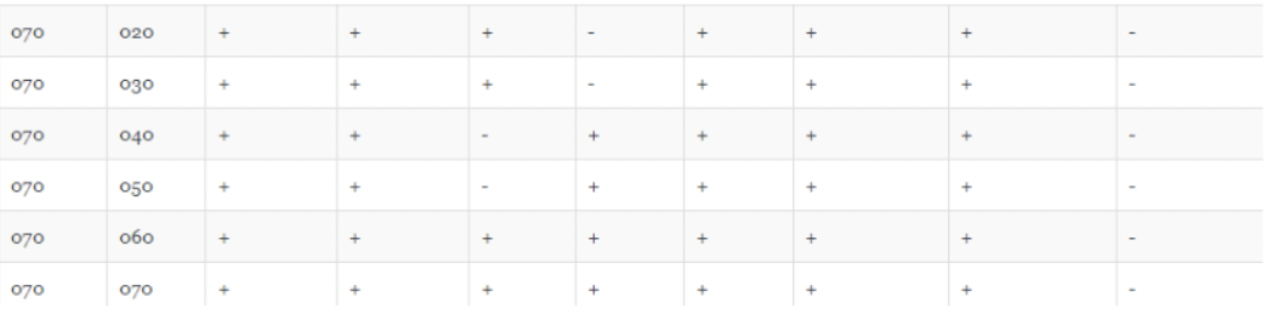 070 020 + + + - + + + -
070 030 + + + - + + + -
070 040 + + - + + + + -
070 050 + + - + + + + -
070 060 + + + + + + + -
070 070 + + + + + + + -